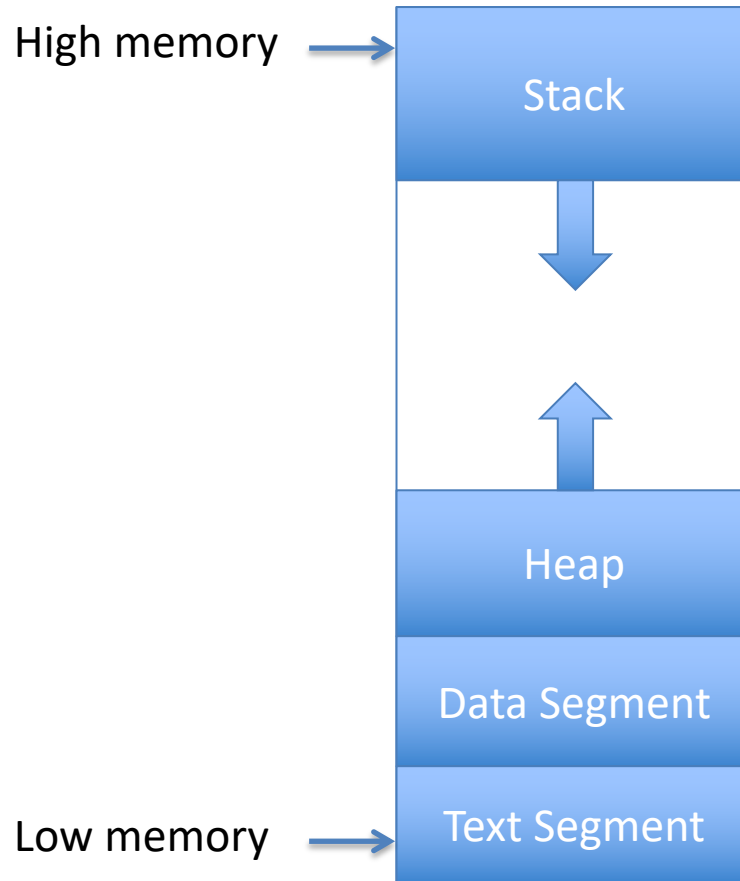 High memory
Stack
Heap
Data Segment
Text Segment
Low memory